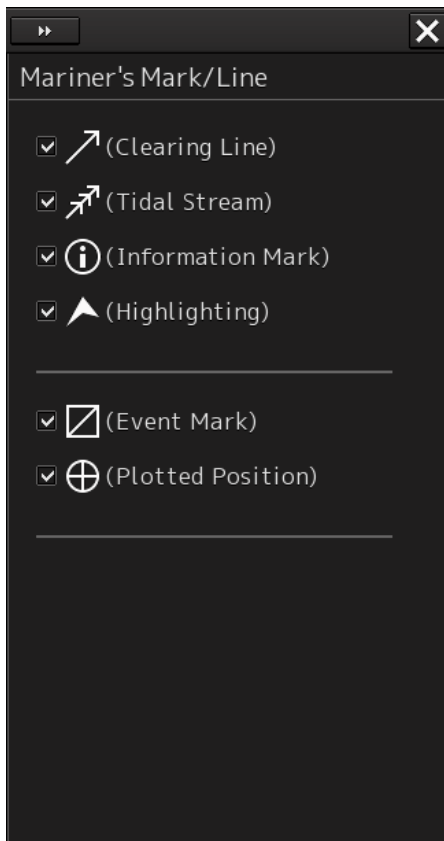 Mariner's Mark/Line
(Clearing Line)
(Tidal Stream)
(Information Mark)
(Highlighting)
(Event Mark)
(Plotted Position)